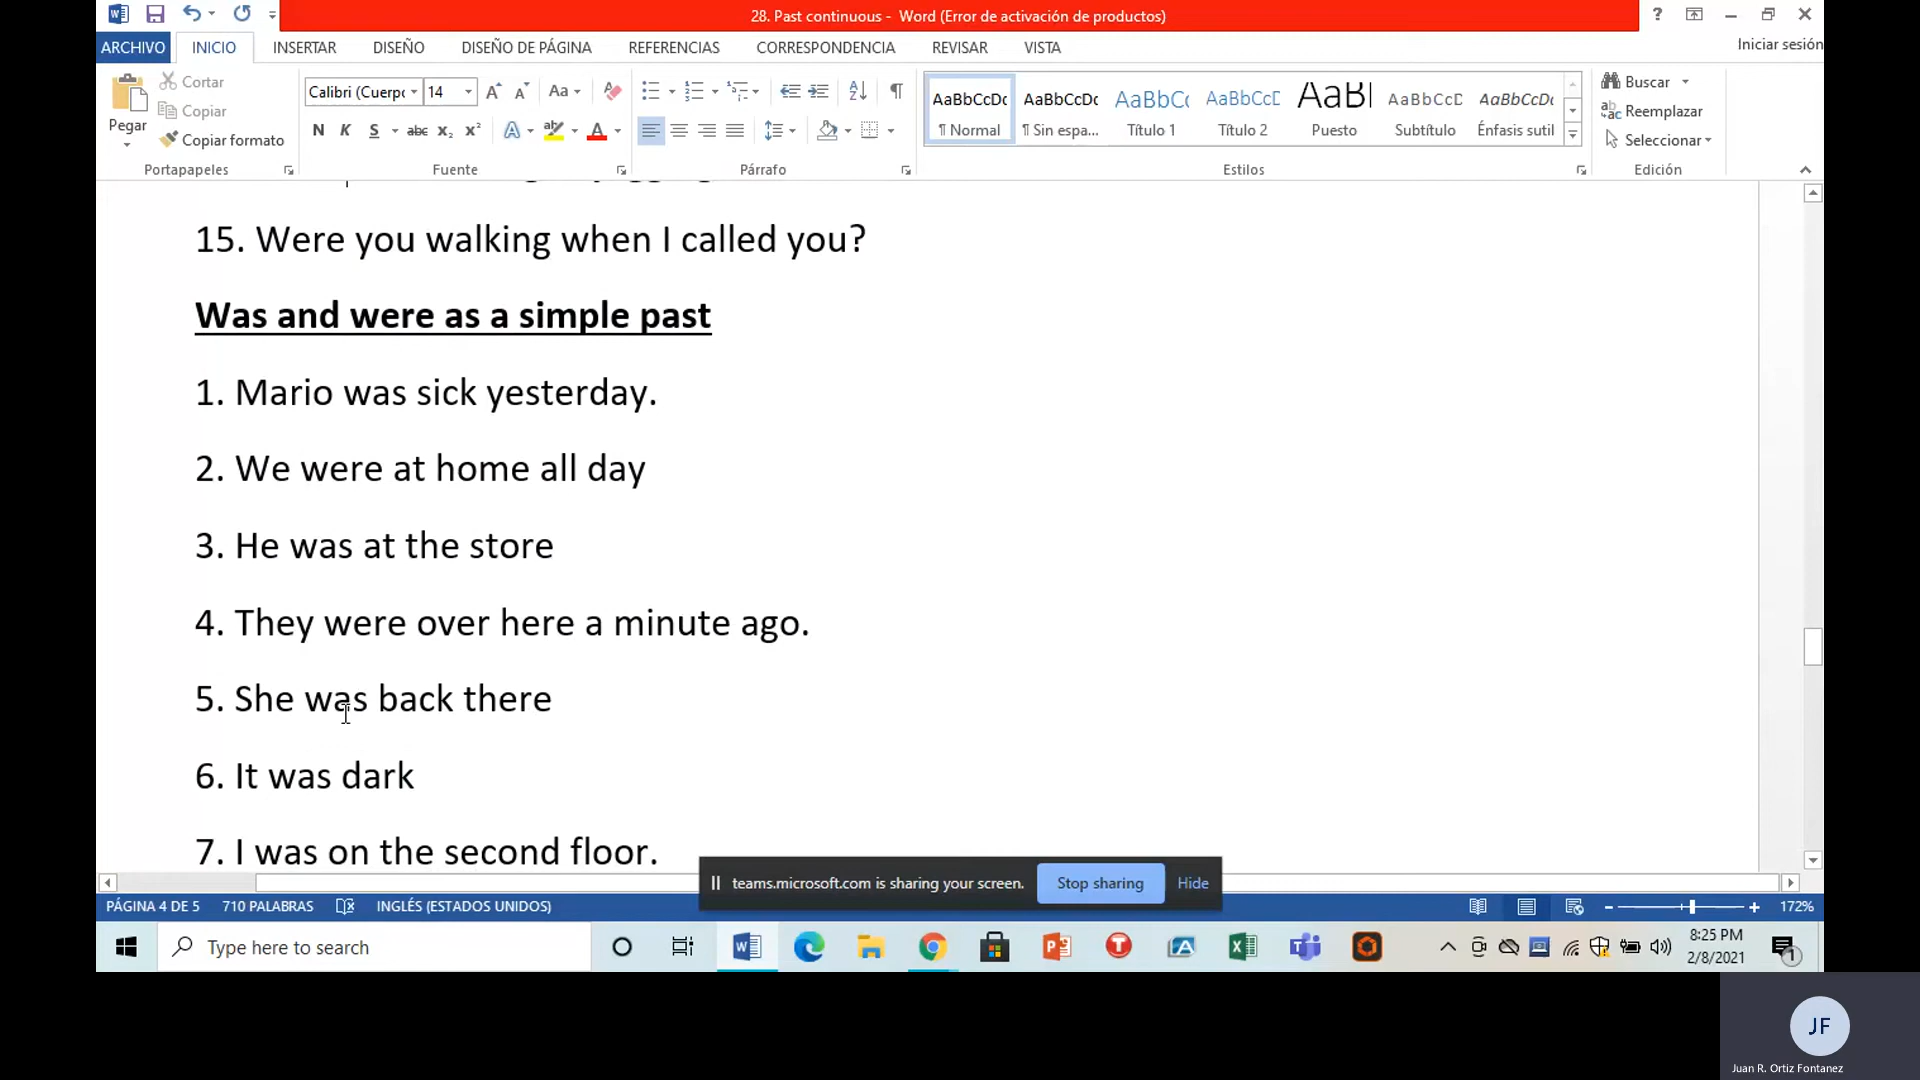 28. Past continuous - Word (Error de activación de productos)
ARCHIVO INICIO INSERTAR DISEÑO DISEÑO DE PÁGINA REFERENCIAS CORRESPONDENCIA REVISAR VISTA Iniciar sesión
Pegar
Cortar
Copiar
Copiar formato
Portapapeles
Calibri (Cuerpo 14
Fuente
Párrafo
AaBbCcDc AaBbCcDc AaBbCc AaBbCcD AaB AaBbCcD AaBbCcDc
¶ Normal ¶ Sin espa... Título 1 Título 2 Puesto Subtítulo Énfasis sutil
Estilos
Buscar
Reemplazar
Seleccionar
Edición
15. Were you walking when I called you?
Was and were as a simple past
1. Mario was sick yesterday.
2. We were at home all day
3. He was at the store
4. They were over here a minute ago.
5. She was back there
6. It was dark
7. I was on the second floor.
teams.microsoft.com is sharing your screen. Stop sharing Hide
PÁGINA 4 DE 5 710 PALABRAS INGLÉS (ESTADOS UNIDOS) 172%
Type here to search
8:25 PM
2/8/2021
1
JF
Juan R. Ortiz Fontanez